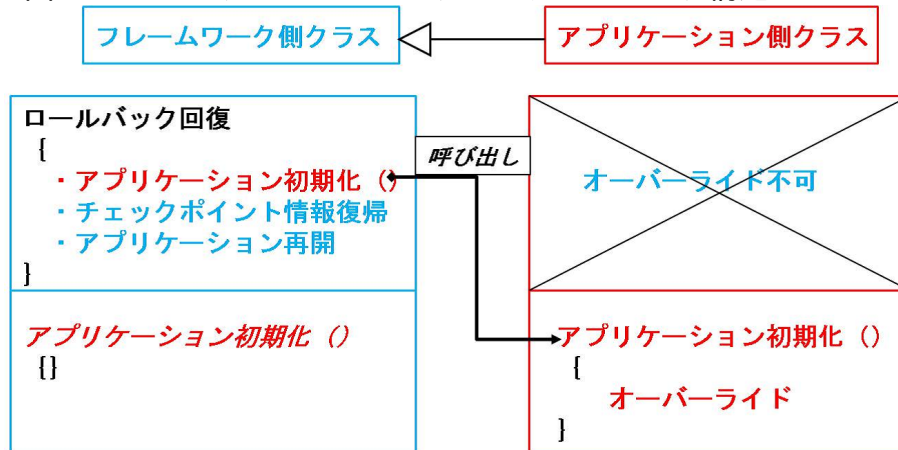 フレームワーク側クラス
アプリケーション側クラス
ロールバック回復
{
・アプリケーション初期化（）
・チェックポイント情報復帰
・アプリケーション再開
}
呼び出し
オーバーライド不可
アプリケーション初期化（）
{}
アプリケーション初期化（）
{
オーバーライド
}